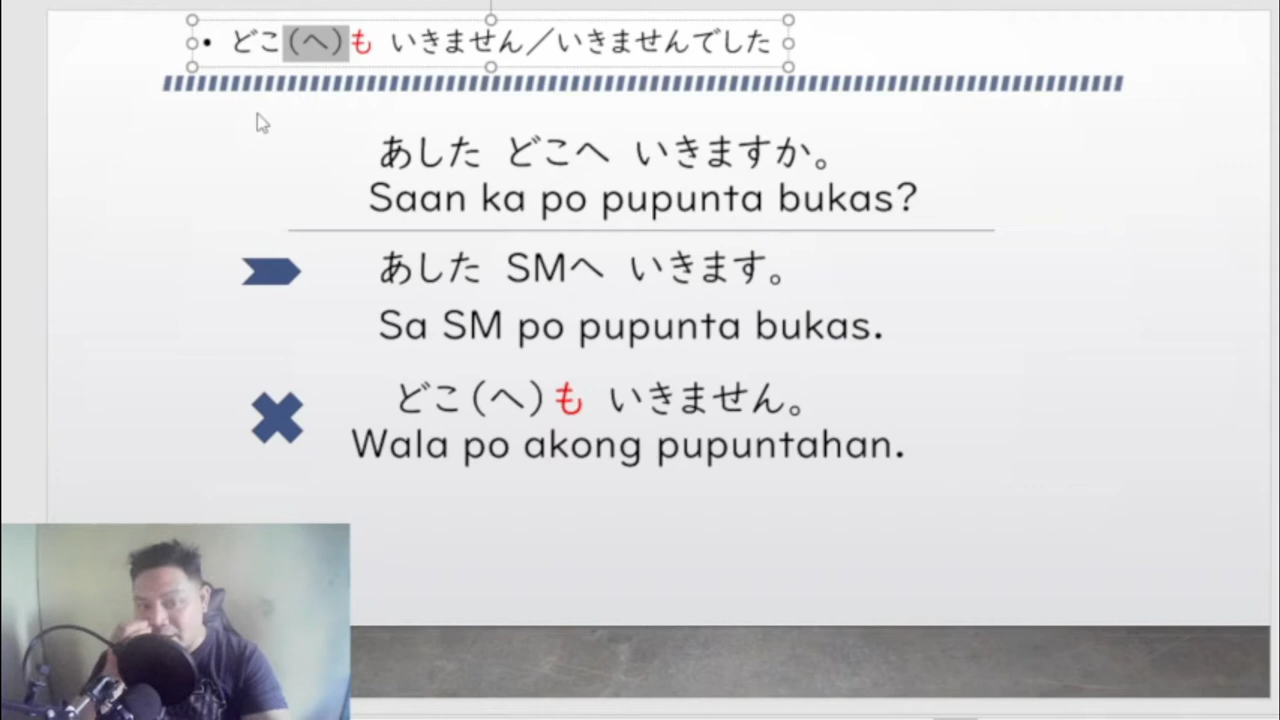 • どこ(へ)も いきません／いきませんでした
あした どこへ いきますか。
Saan ka po pupunta bukas?
あした SMへ いきます。
Sa SM po pupunta bukas.
どこ(へ)も いきません。
Wala po akong pupuntahan.